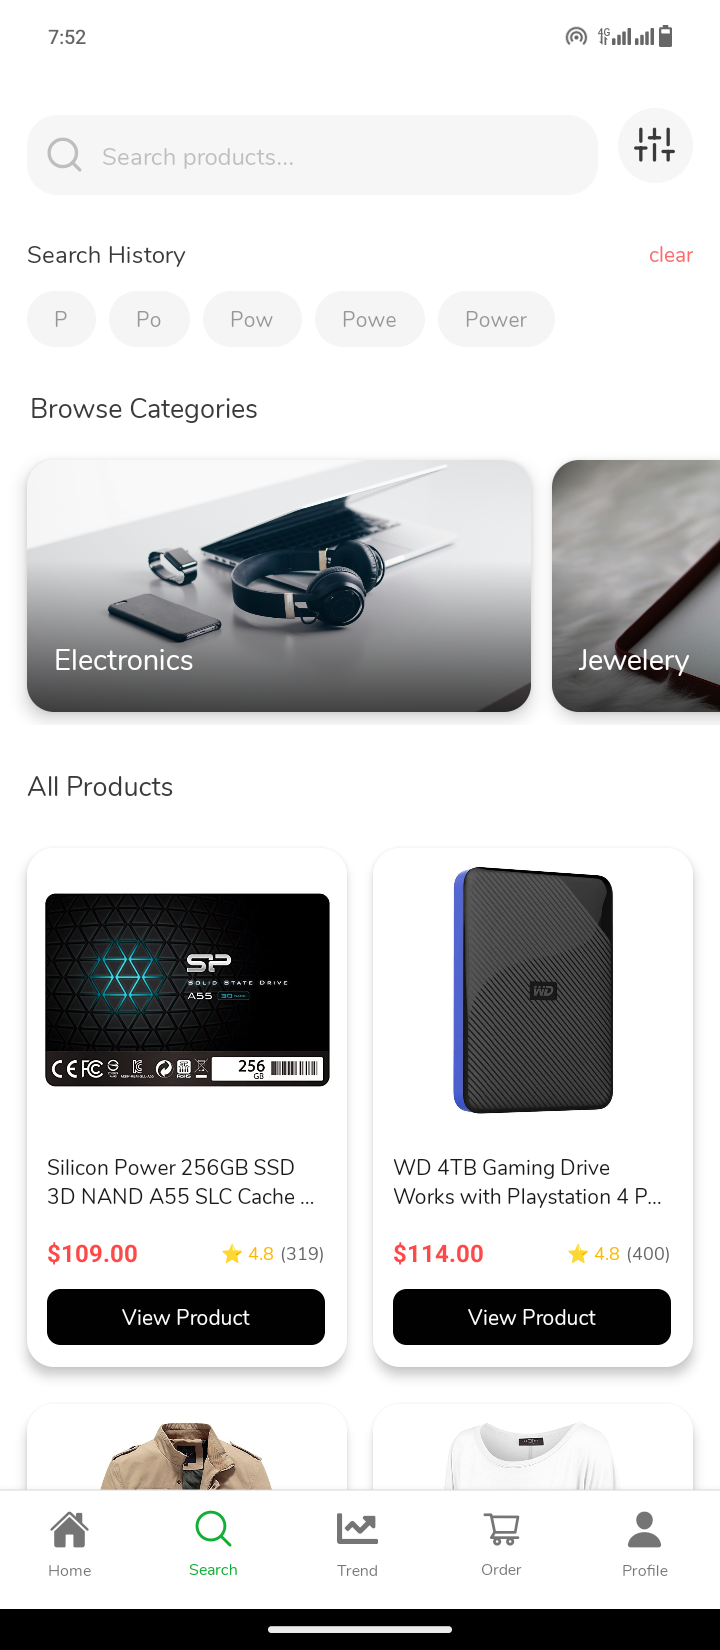 7:52
4G
Search products...
Search History
clear
P
Po
Pow
Powe
Power
Browse Categories
Electronics
Jewelery
All Products
SP
SOLID STATE DRIVE
A55
256
GB
WD
Silicon Power 256GB SSD
3D NAND A55 SLC Cache ...
WD 4TB Gaming Drive
Works with Playstation 4 P...
$109.00
4.8 (319)
$114.00
4.8 (400)
View Product
View Product
Home
Search
Trend
Order
Profile